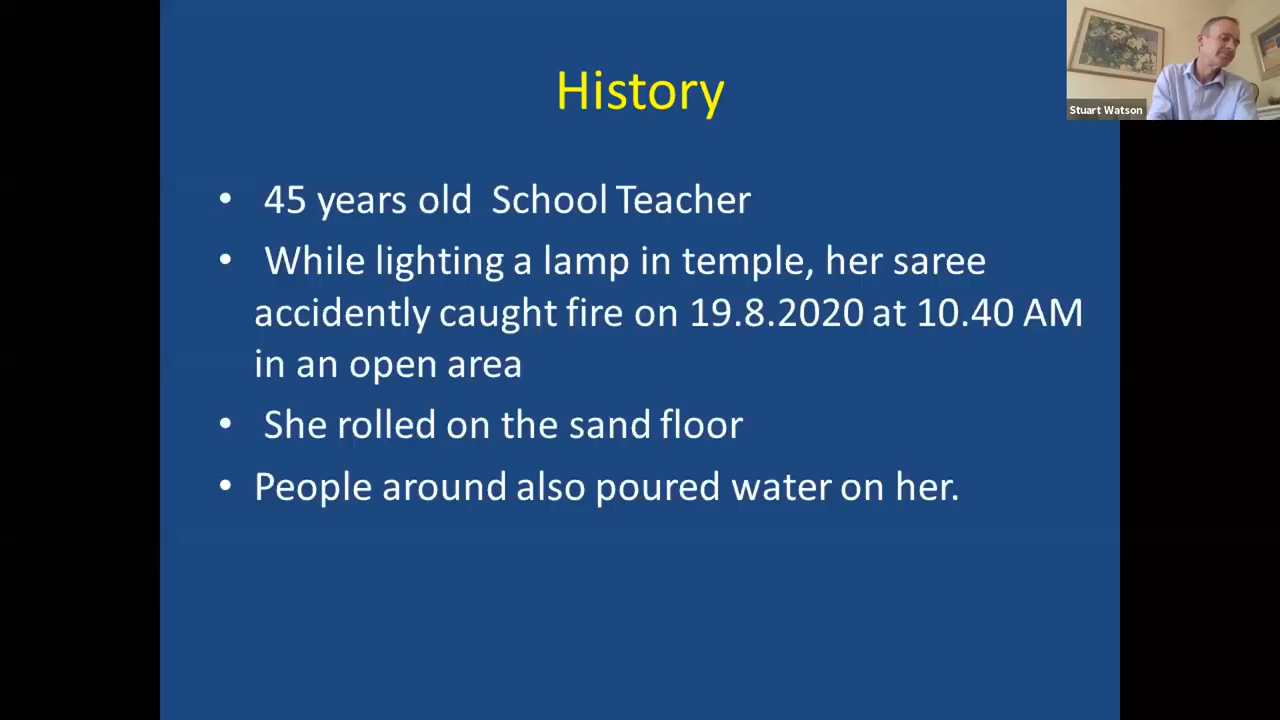 History
Stuart Watson
• 45 years old School Teacher
• While lighting a lamp in temple, her saree
accidently caught fire on 19.8.2020 at 10.40 AM
in an open area
• She rolled on the sand floor
• People around also poured water on her.